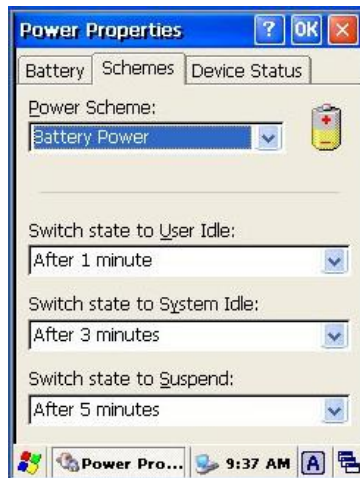 Power Properties ? OK ×
Battery Schemes Device Status
Power Scheme:
Battery Power
Switch state to User Idle:
After 1 minute
Switch state to System Idle:
After 3 minutes
Switch state to Suspend:
After 5 minutes
Power Pro... 9:37 AM A